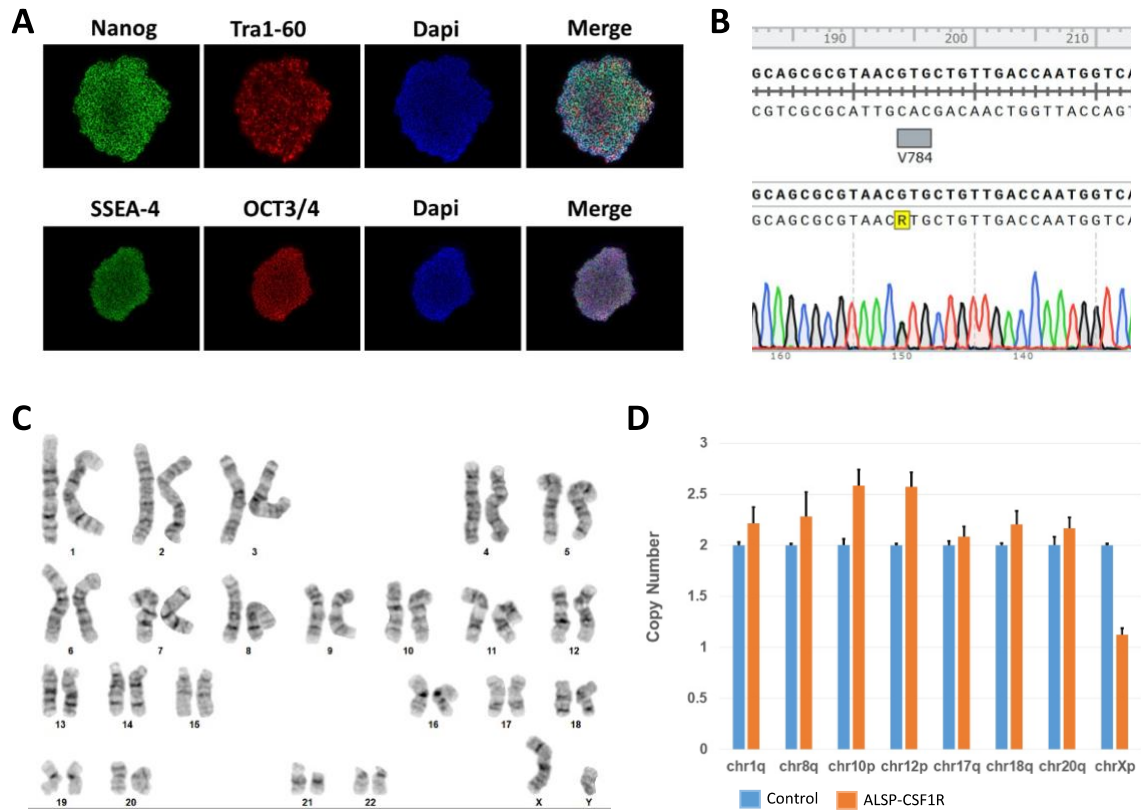 A
Nanog Tra1-60 Dapi Merge
SSEA-4 OCT3/4 Dapi Merge
B
190 200 210
GCAGCGCGTAACGTGCTGTTGACCAATGGTCA
CGTCGCGCATTGCACGACAACTGGTTACCAGT
V784
GCAGCGCGTAACGTGCTGTTGACCAATGGTCA
GCAGCGCGTAACRTGCTGTTGACCAATGGTCA
160 150 140
C
1 2 3 4 5
6 7 8 9 10 11 12
13 14 15 16 17 18
19 20 21 22 X Y
D
Copy Number
3
2.5
2
1.5
1
0.5
0
chr1q chr8q chr10p chr12p chr17q chr18q chr20q chrXp
Control ALSP-CSF1R